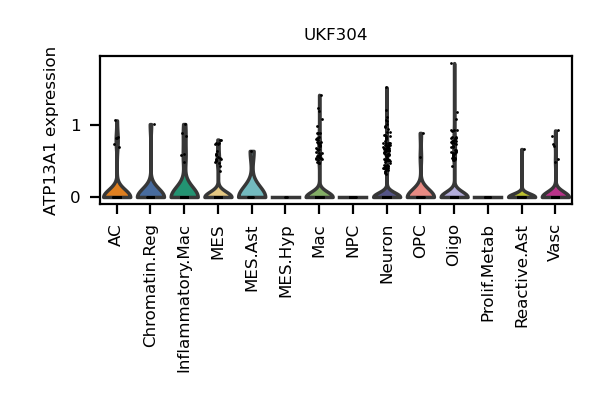 UKF304
ATP13A1 expression
1
0
AC
Chromatin.Reg
Inflammatory.Mac
MES
MES.Ast
MES.Hyp
Mac
NPC
Neuron
OPC
Oligo
Prolif.Metab
Reactive.Ast
Vasc